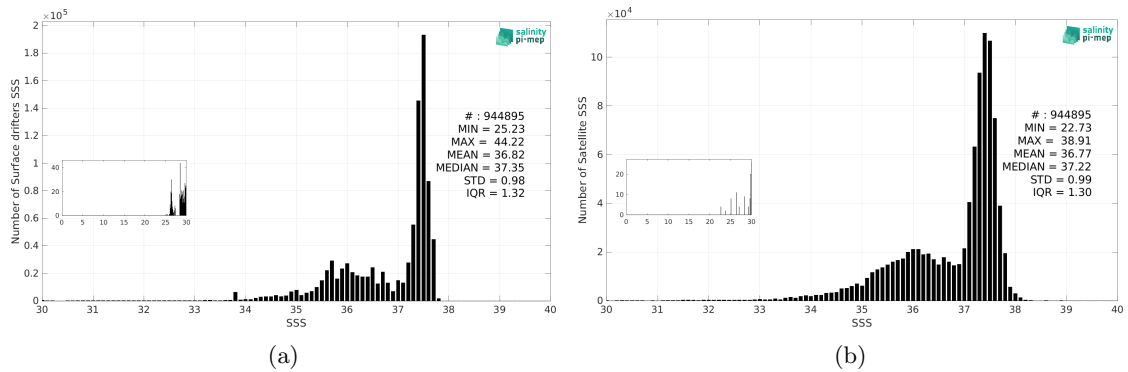 ×10^5
2
1.8
1.6
1.4
1.2
1
0.8
0.6
0.4
0.2
0
Number of Surface drifters SSS
salinity
pi-mep
# : 944895
MIN = 25.23
MAX = 44.22
MEAN = 36.82
MEDIAN = 37.35
STD = 0.98
IQR = 1.32
40
20
0
0 5 10 15 20 25 30
30 31 32 33 34 35 36 37 38 39 40
SSS
(a)
×10^4
10
8
6
4
2
0
Number of Satellite SSS
salinity
pi-mep
# : 944895
MIN = 22.73
MAX = 38.91
MEAN = 36.77
MEDIAN = 37.22
STD = 0.99
IQR = 1.30
20
10
0
0 5 10 15 20 25 30
30 31 32 33 34 35 36 37 38 39 40
SSS
(b)